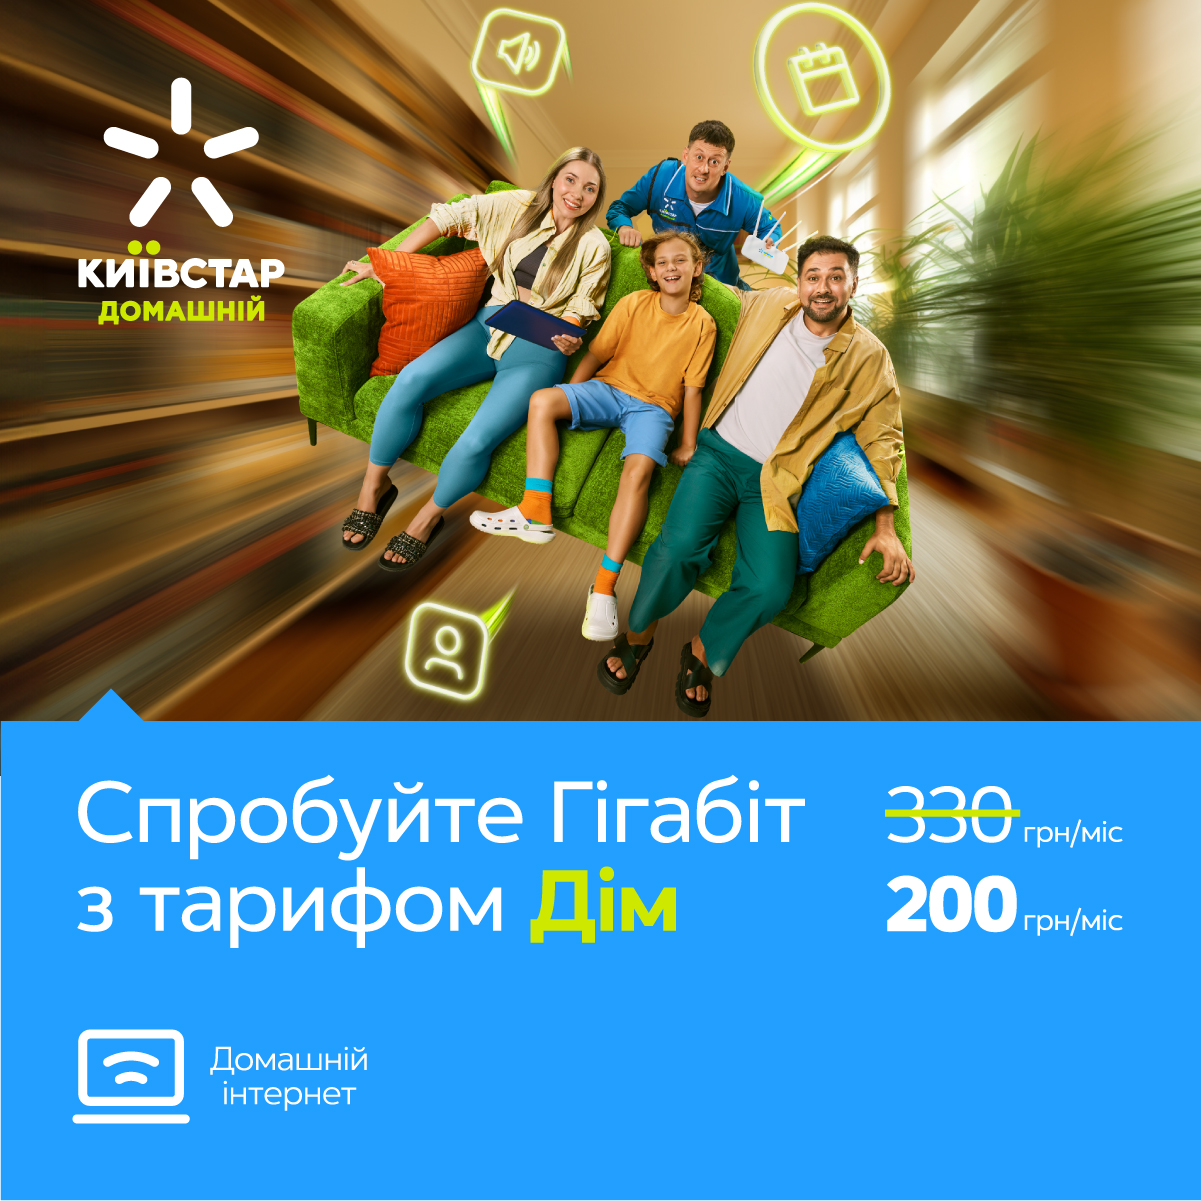 КИЇВСТАР
ДОМАШНІЙ
Спробуйте Гігабіт
з тарифом Дім
330 грн/міс
200 грн/міс
Домашній
інтернет